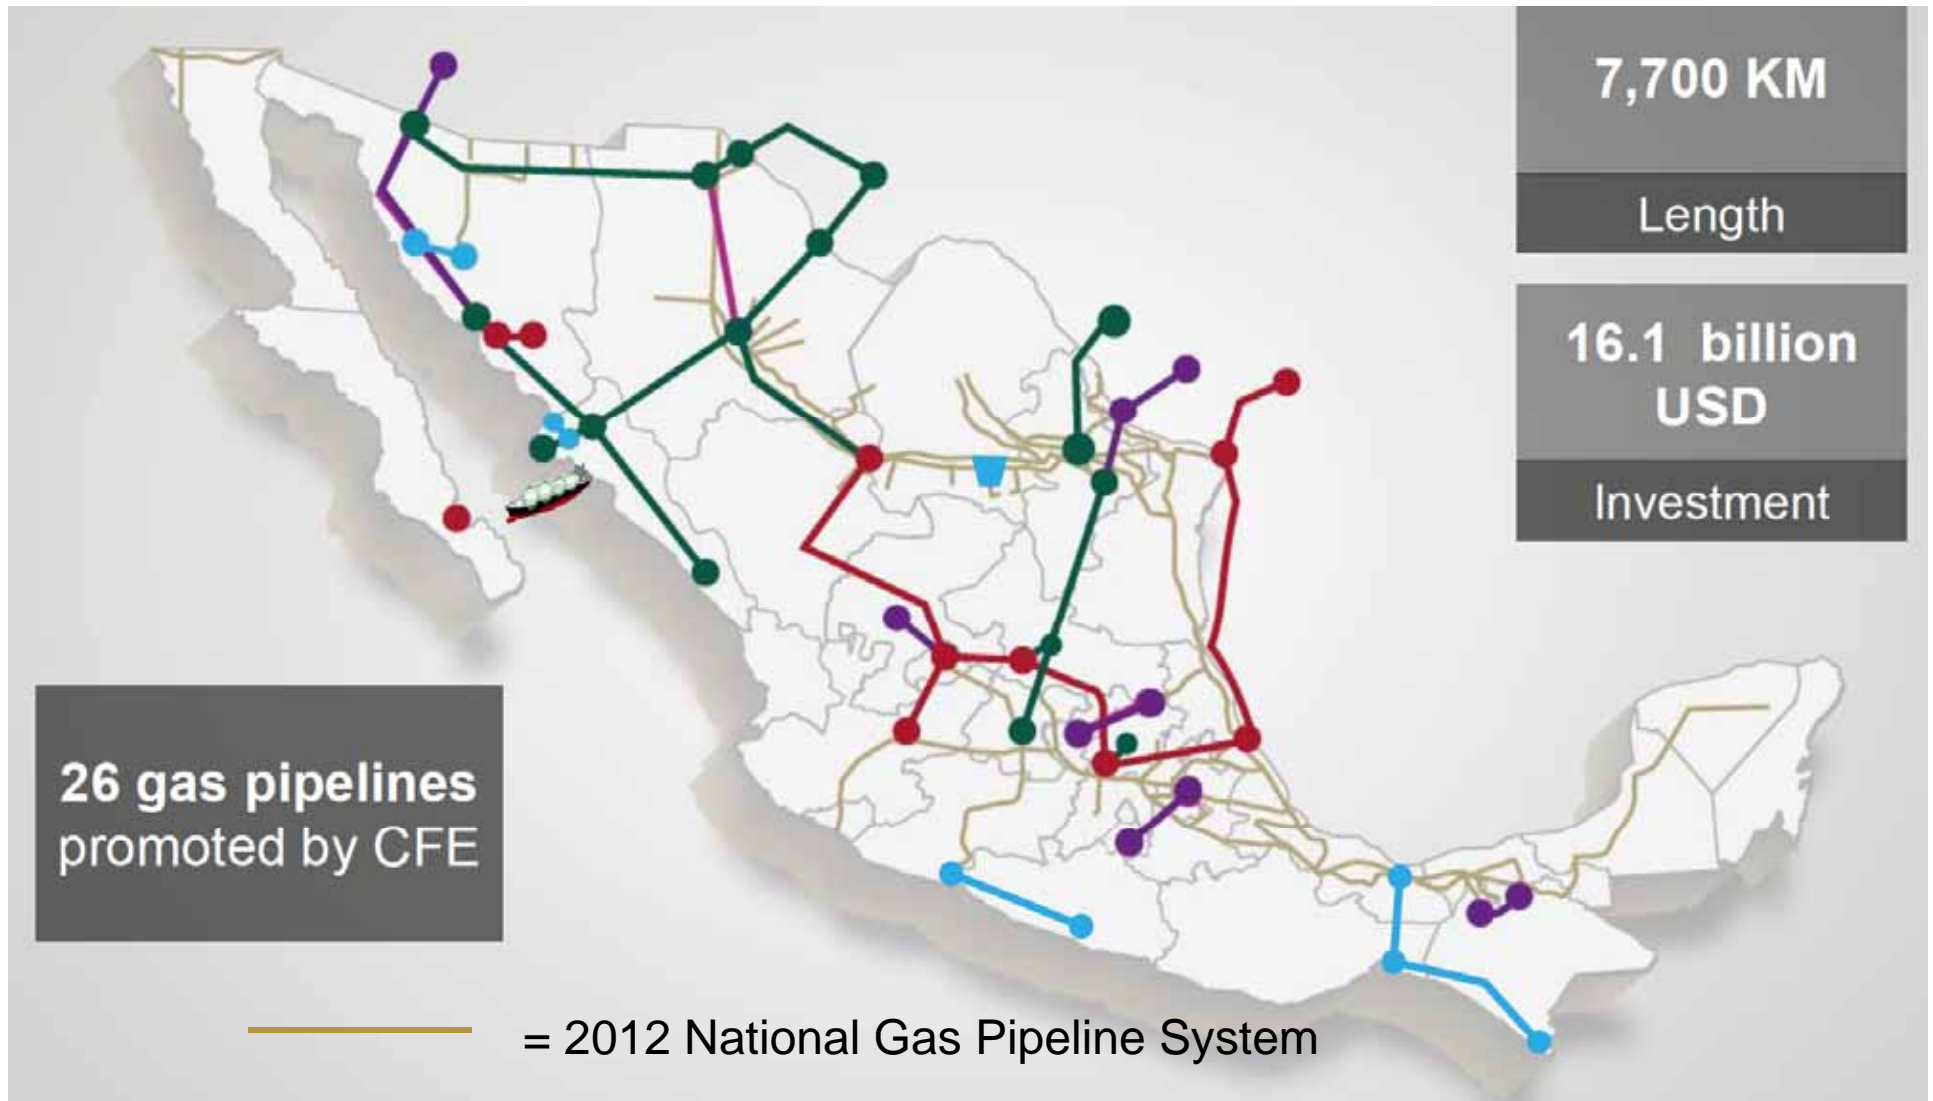 7,700 KM
Length
16.1 billion
USD
Investment
26 gas pipelines
promoted by CFE
= 2012 National Gas Pipeline System